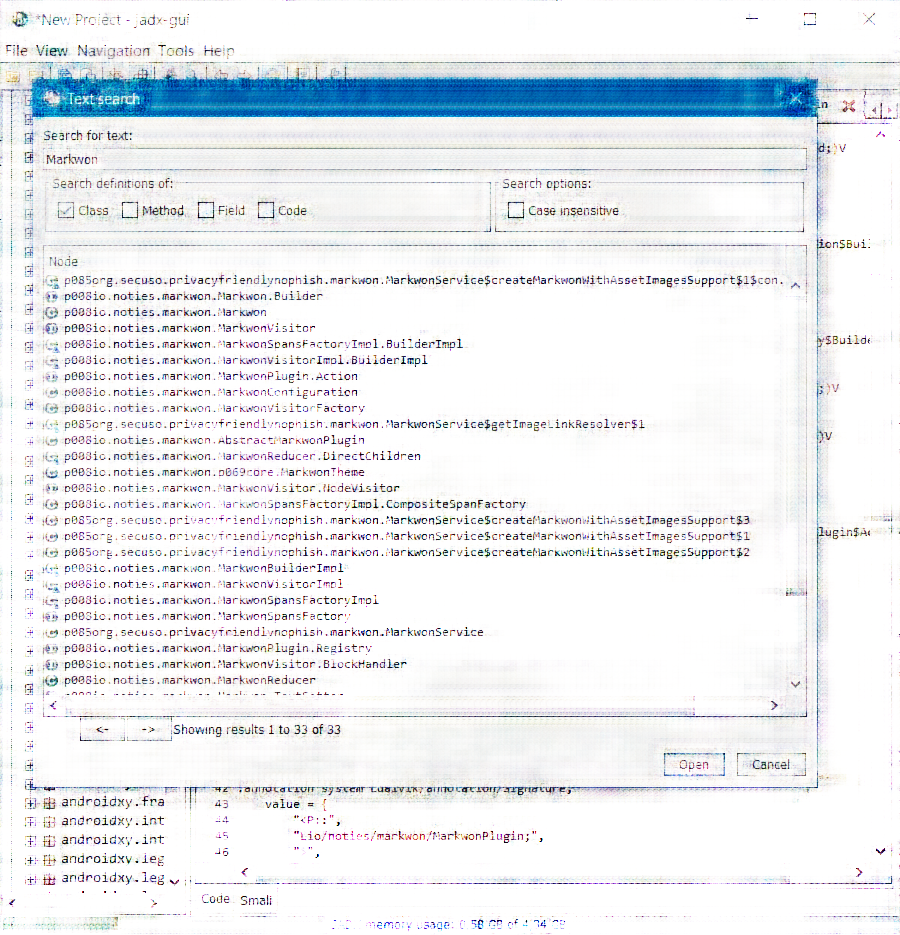 *New Project - jadx-gui
File View Navigation Tools Help
Text search
Search for text:
Markwon
Search definitions of:
Search options:
Class Method Field Code
Case insensitive
Node
p085org.secuso.privacyfriendlynophish.markwon.MarkwonService$createMarkwonWithAssetImagesSupport$1$con.
p008io.noties.markwon.Markwon.Builder
p008io.noties.markwon.Markwon
p008io.noties.markwon.MarkwonVisitor
p008io.noties.markwon.MarkwonSpansFactoryImpl.BuilderImpl
p008io.noties.markwon.MarkwonVisitorImpl.BuilderImpl
p008io.noties.markwon.MarkwonPlugin.Action
p008io.noties.markwon.MarkwonConfiguration
p008io.noties.markwon.MarkwonVisitorFactory
p085org.secuso.privacyfriendlynophish.markwon.MarkwonService$getImageLinkResolver$1
p008io.noties.markwon.AbstractMarkwonPlugin
p008io.noties.markwon.MarkwonReducer.DirectChildren
p008io.noties.markwon.p069core.MarkwonTheme
p008io.noties.markwon.MarkwonVisitor.NodeVisitor
p008io.noties.markwon.MarkwonSpansFactoryImpl.CompositeSpanFactory
p085org.secuso.privacyfriendlynophish.markwon.MarkwonService$createMarkwonWithAssetImagesSupport$3
p085org.secuso.privacyfriendlynophish.markwon.MarkwonService$createMarkwonWithAssetImagesSupport$1
p085org.secuso.privacyfriendlynophish.markwon.MarkwonService$createMarkwonWithAssetImagesSupport$2
p008io.noties.markwon.MarkwonBuilderImpl
p008io.noties.markwon.MarkwonVisitorImpl
p008io.noties.markwon.MarkwonSpansFactoryImpl
p008io.noties.markwon.MarkwonSpansFactory
p085org.secuso.privacyfriendlynophish.markwon.MarkwonService
p008io.noties.markwon.MarkwonPlugin.Registry
p008io.noties.markwon.MarkwonVisitor.BlockHandler
p008io.noties.markwon.MarkwonReducer
<- -> Showing results 1 to 33 of 33
Open Cancel
d;)V
ion$Buil
y$Builde
;)V
)V
lugin$Ac
androidxy.fra
androidxy.int
androidxy.int
androidxy.leg
androidxy.leg
42 .annotation system Ldalvik/annotation/Signature;
43 value = {
44 "<P::",
45 "Lio/noties/markwon/MarkwonPlugin;",
46
Code Smali
memory usage: 0.58 GB of 4.94 GB